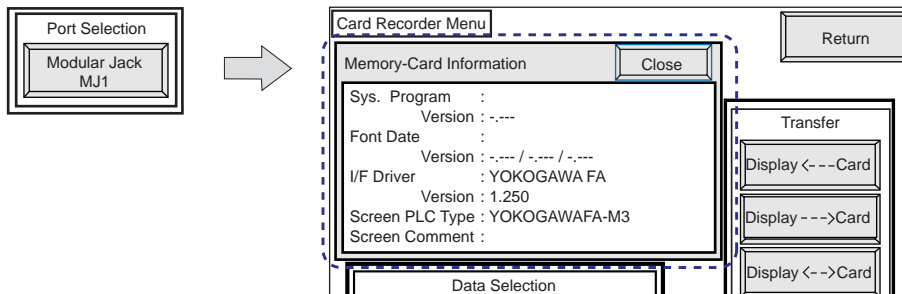 Port Selection
Modular Jack
MJ1
Card Recorder Menu
Return
Memory-Card Information
Close
Sys. Program :
Version : -.---
Font Date :
Version : -.--- / -.--- / -.---
I/F Driver : YOKOGAWA FA
Version : 1.250
Screen PLC Type : YOKOGAWAFA-M3
Screen Comment :
Transfer
Display <---Card
Display --->Card
Display <-->Card
Data Selection